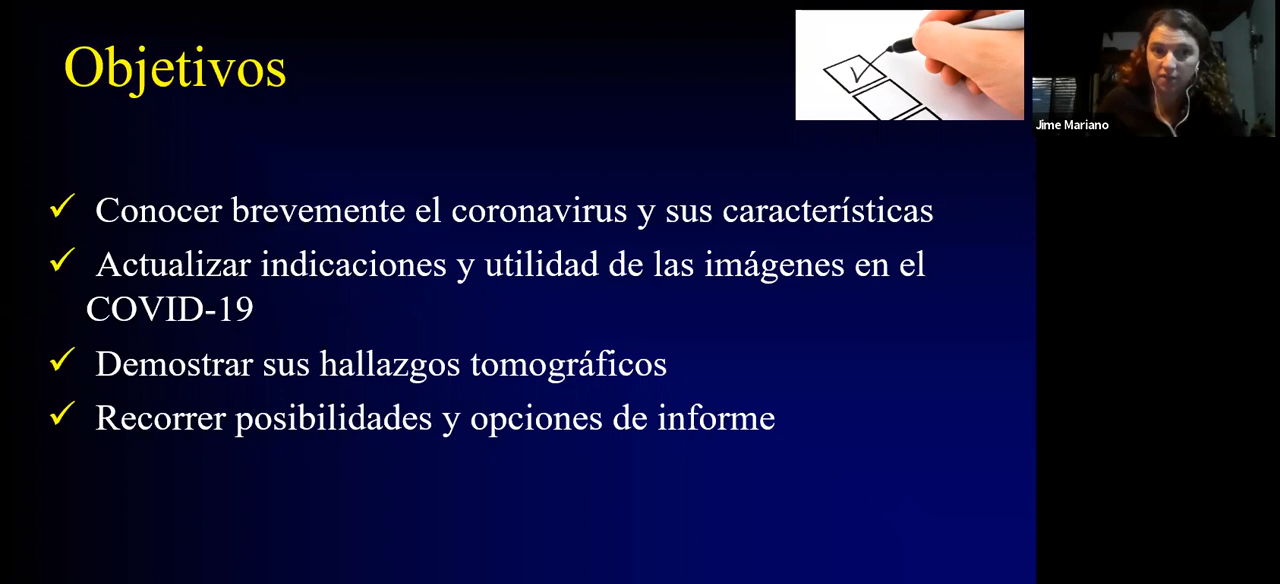 Objetivos
Jime Mariano
Conocer brevemente el coronavirus y sus características
Actualizar indicaciones y utilidad de las imágenes en el
COVID-19
Demostrar sus hallazgos tomográficos
Recorrer posibilidades y opciones de informe